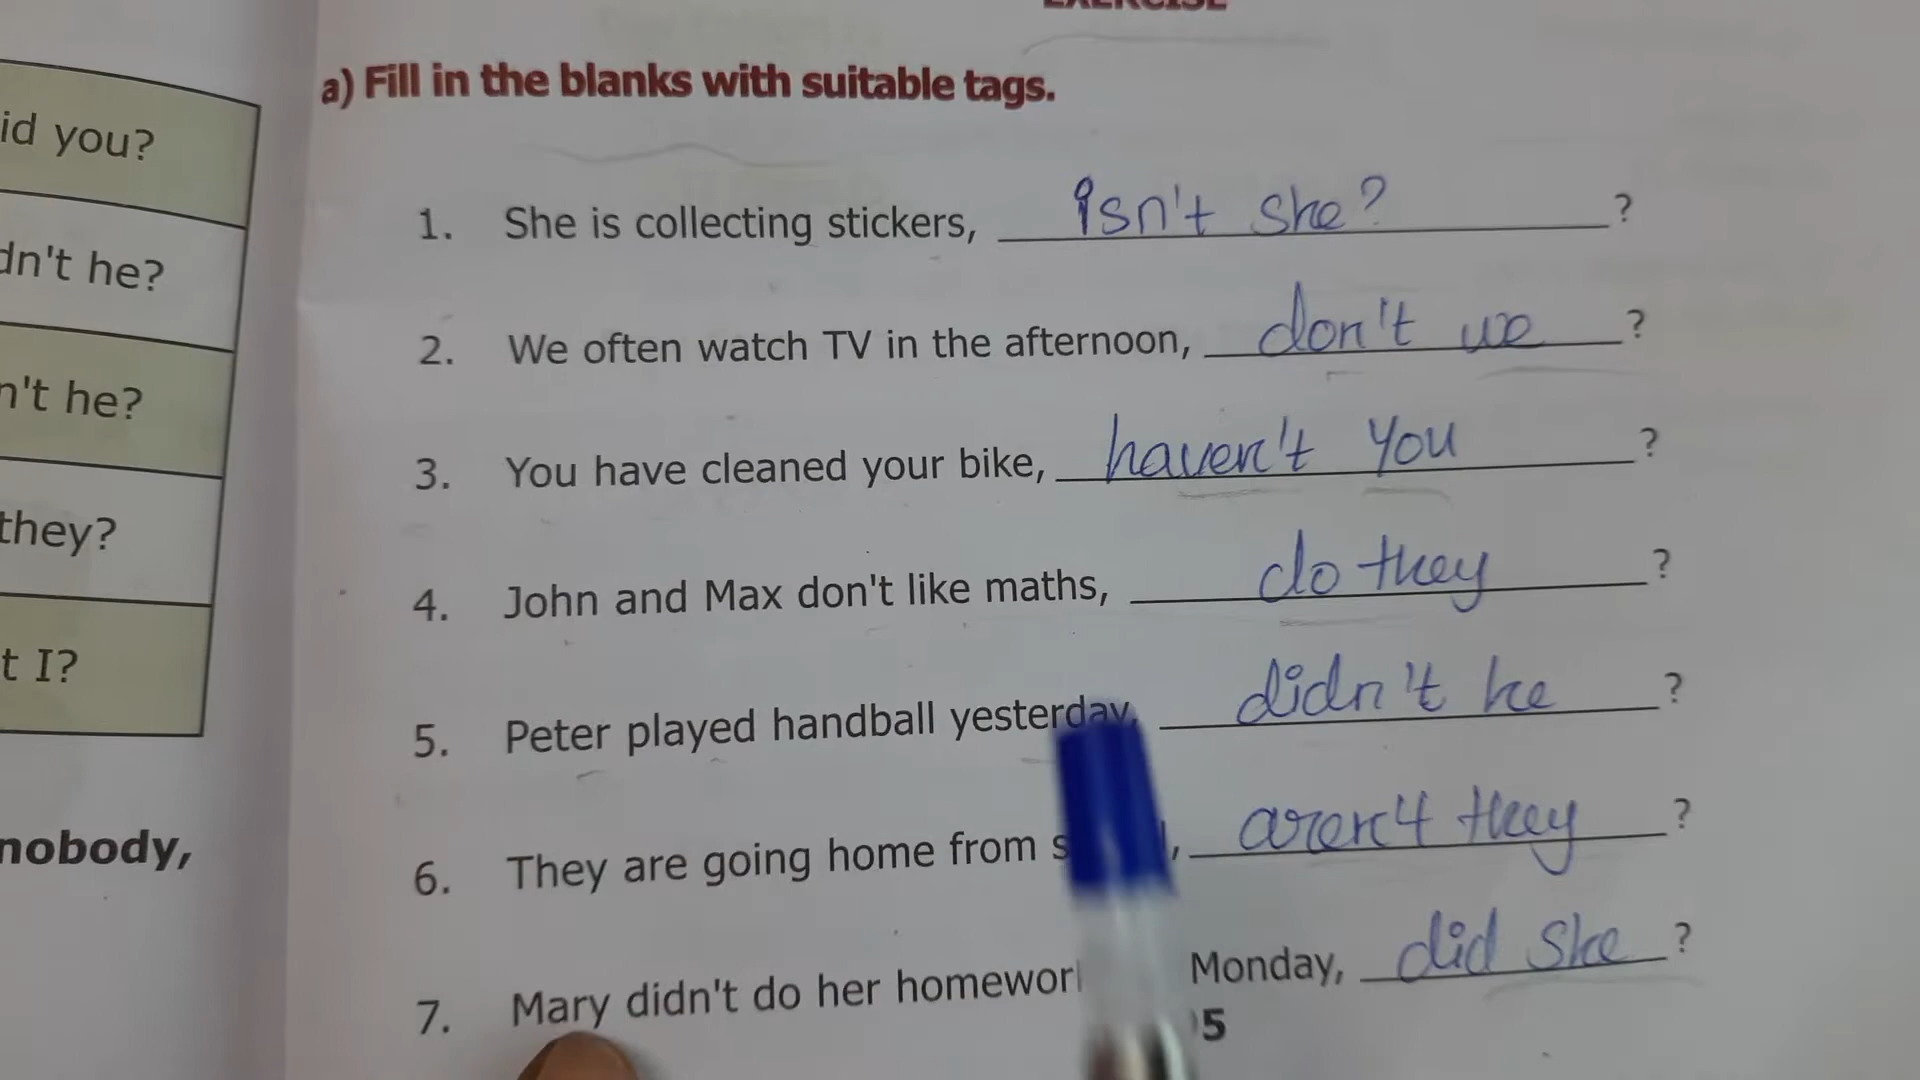 EXERCISE
a) Fill in the blanks with suitable tags.
id you?
dn't he?
n't he?
they?
t I?
nobody,
1. She is collecting stickers, isn't she? ?
2. We often watch TV in the afternoon, don't we ?
3. You have cleaned your bike, haven't You ?
4. John and Max don't like maths, do they ?
5. Peter played handball yesterday, didn't he ?
6. They are going home from aren't they ?
7. Mary didn't do her homewor Monday, did She ?
5